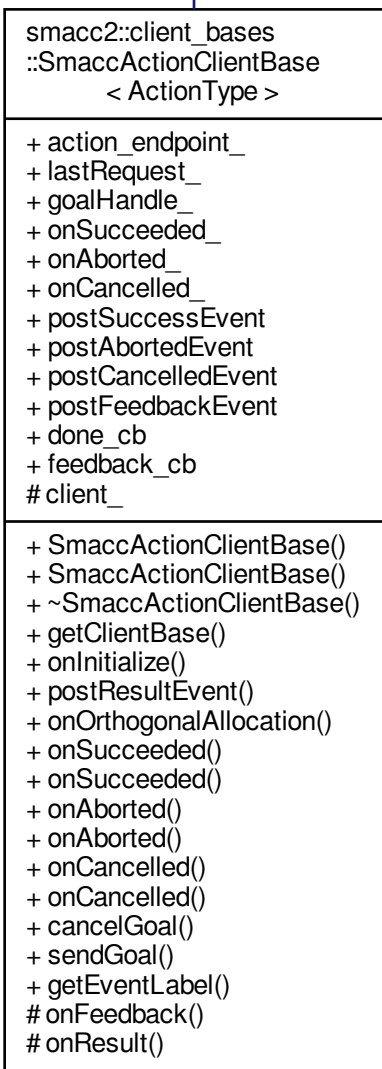 smacc2::client_bases
::SmaccActionClientBase
< ActionType >
+ action_endpoint_
+ lastRequest_
+ goalHandle_
+ onSucceeded_
+ onAborted_
+ onCancelled_
+ postSuccessEvent
+ postAbortedEvent
+ postCancelledEvent
+ postFeedbackEvent
+ done_cb
+ feedback_cb
# client_
+ SmaccActionClientBase()
+ SmaccActionClientBase()
+ ~SmaccActionClientBase()
+ getClientBase()
+ onInitialize()
+ postResultEvent()
+ onOrthogonalAllocation()
+ onSucceeded()
+ onSucceeded()
+ onAborted()
+ onAborted()
+ onCancelled()
+ onCancelled()
+ cancelGoal()
+ sendGoal()
+ getEventLabel()
# onFeedback()
# onResult()